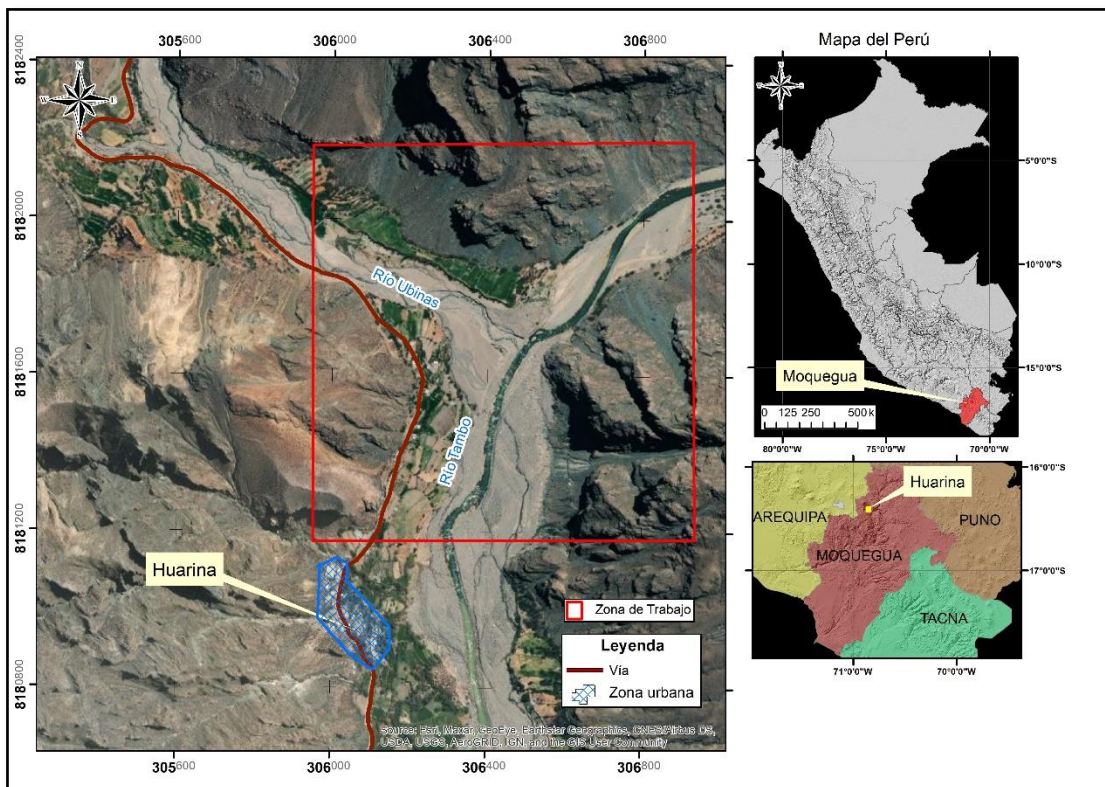 305600 306000 306400 306800
8182400
8182000
8181600
8181200
8180800
N
W E
Río Ubinas
Río Tambo
Huarina
Zona de Trabajo
Leyenda
Vía
Zona urbana
Source: Esri, Maxar, GeoEye, Earthstar Geographics, CNES/Airbus DS,
USDA, USGS, AeroGRID, IGN, and the GIS User Community
305600 306000 306400 306800
Mapa del Perú
5°0'0"S
10°0'0"S
15°0'0"S
Moquegua
0 125 250 500 k
80°0'0"W 75°0'0"W 70°0'0"W
16°0'0"S
Huarina
AREQUIPA
PUNO
MOQUEGUA
17°0'0"S
TACNA
71°0'0"W 70°0'0"W